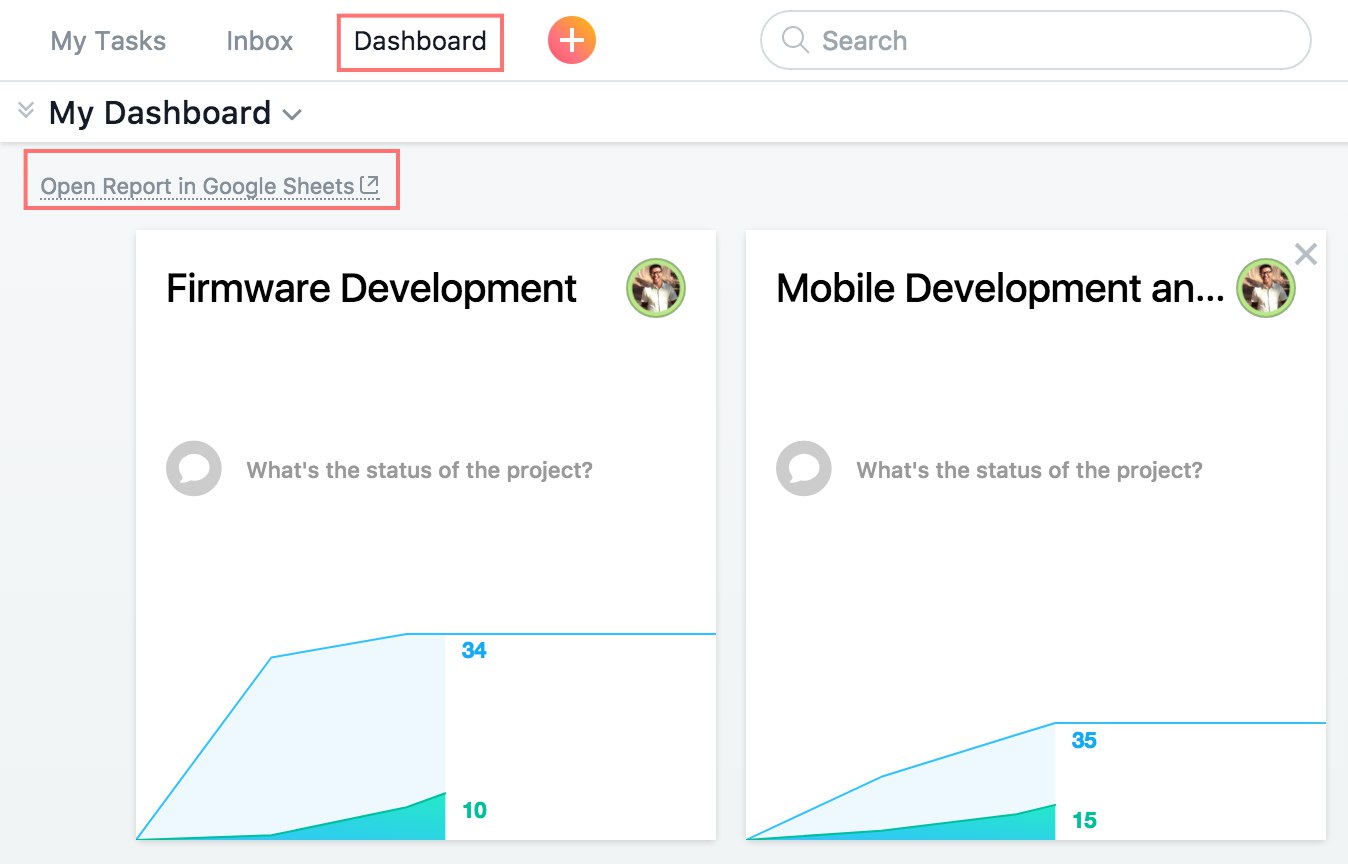 My Tasks Inbox Dashboard Search
My Dashboard
Open Report in Google Sheets
Firmware Development
What's the status of the project?
34
10
Mobile Development an...
What's the status of the project?
35
15